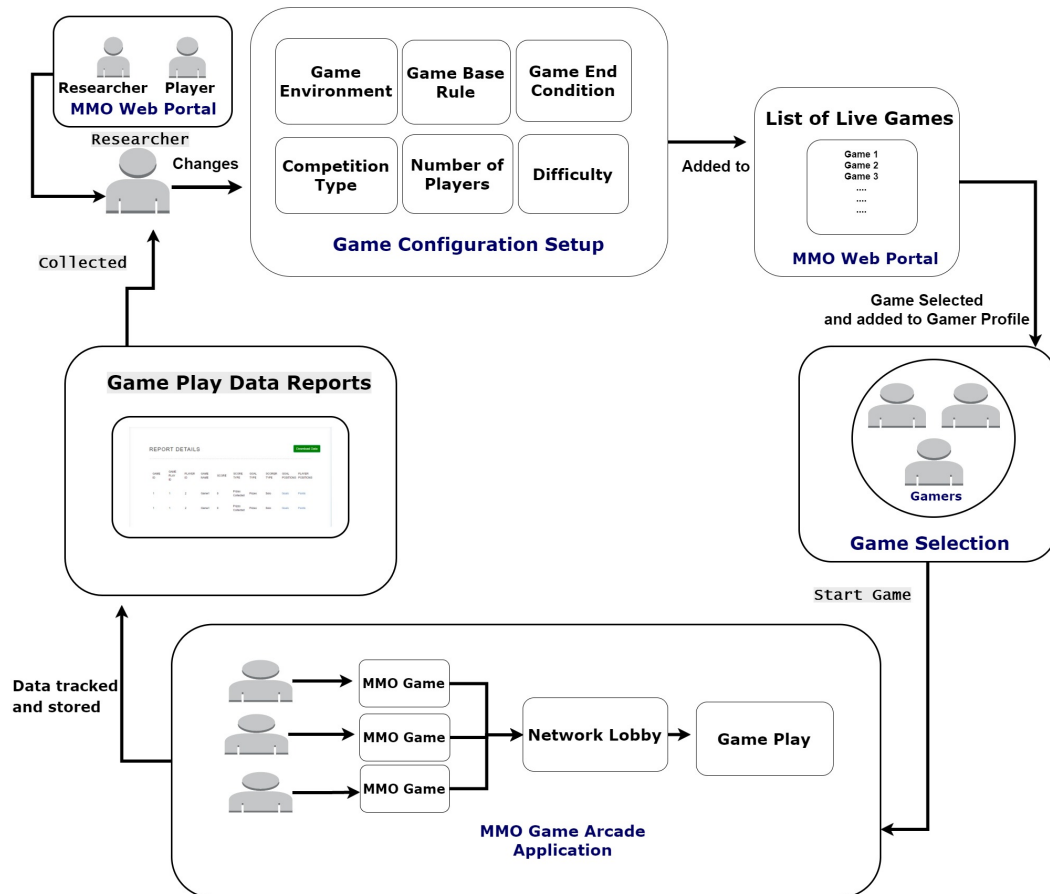 Researcher
Player
MMO Web Portal
Researcher
Changes
Game
Environment
Game Base
Rule
Game End
Condition
Competition
Type
Number of
Players
Difficulty
Game Configuration Setup
Added to
List of Live Games
Game 1
Game 2
Game 3
....
....
....
MMO Web Portal
Game Selected
and added to Gamer Profile
Gamers
Game Selection
Start Game
MMO Game
MMO Game
MMO Game
Network Lobby
Game Play
MMO Game Arcade
Application
Data tracked
and stored
Game Play Data Reports
REPORT DETAILS
Collected